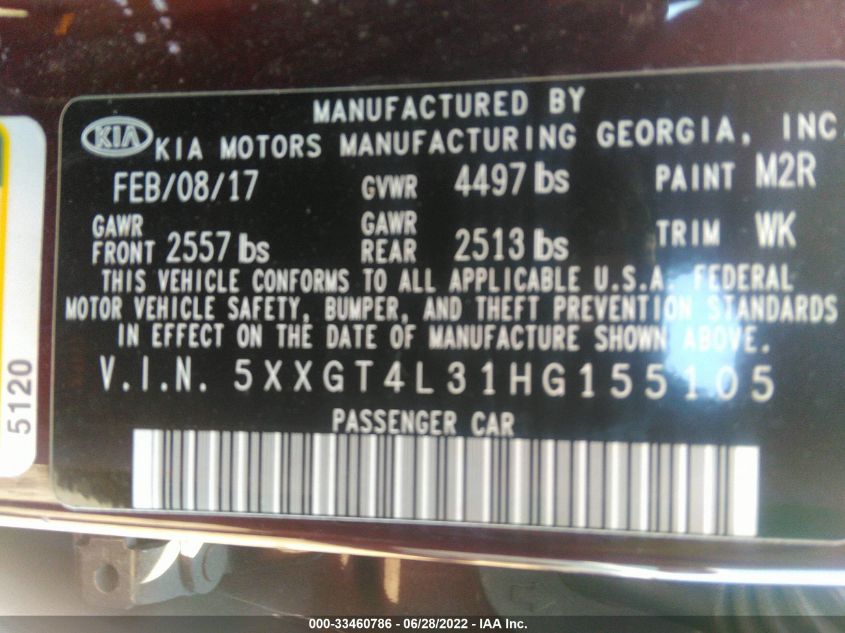 MANUFACTURED BY
KIA KIA MOTORS MANUFACTURING GEORGIA, INC.
FEB/08/17 GVWR 4497 lbs PAINT M2R
GAWR FRONT 2557 lbs GAWR REAR 2513 lbs TRIM WK
THIS VEHICLE CONFORMS TO ALL APPLICABLE U.S.A. FEDERAL
MOTOR VEHICLE SAFETY, BUMPER, AND THEFT PREVENTION STANDARDS
IN EFFECT ON THE DATE OF MANUFACTURE SHOWN ABOVE.
V.I.N. 5XXGT4L31HG155105
PASSENGER CAR
5120
000-33460786 - 06/28/2022 - IAA Inc.